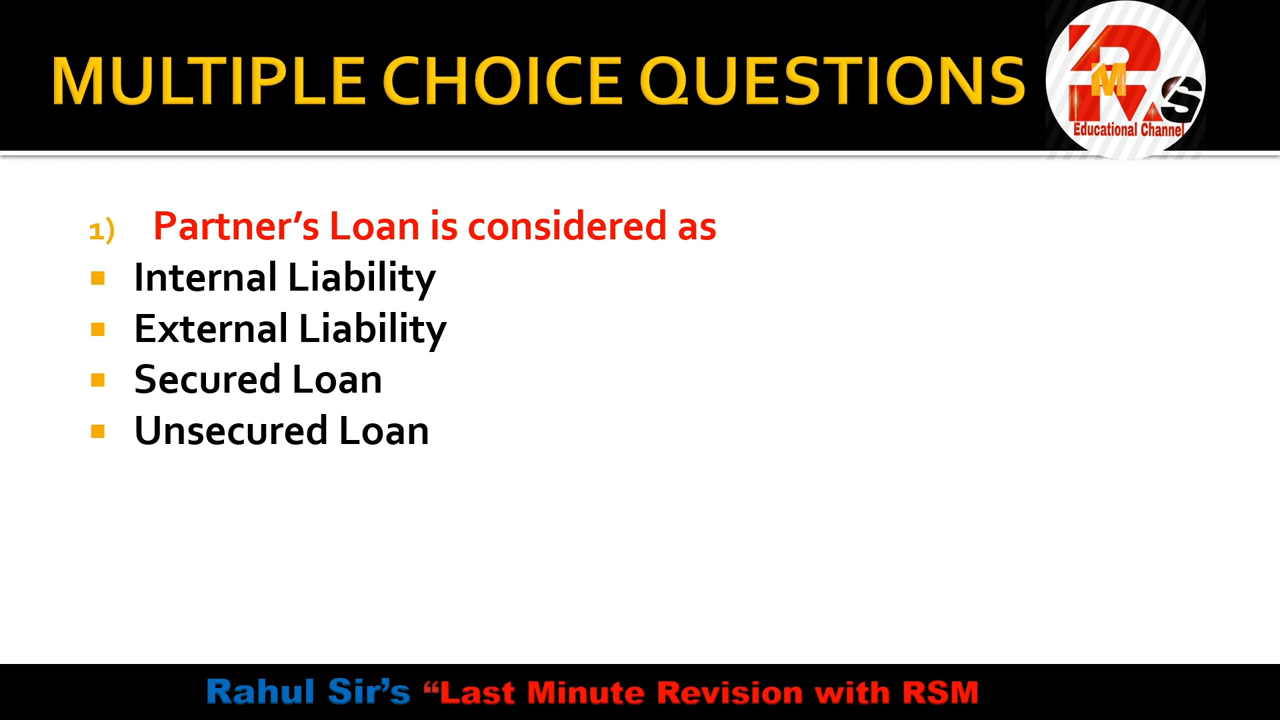 MULTIPLE CHOICE QUESTIONS
RMS
Educational Channel
1) Partner’s Loan is considered as
Internal Liability
External Liability
Secured Loan
Unsecured Loan
Rahul Sir’s “Last Minute Revision with RSM